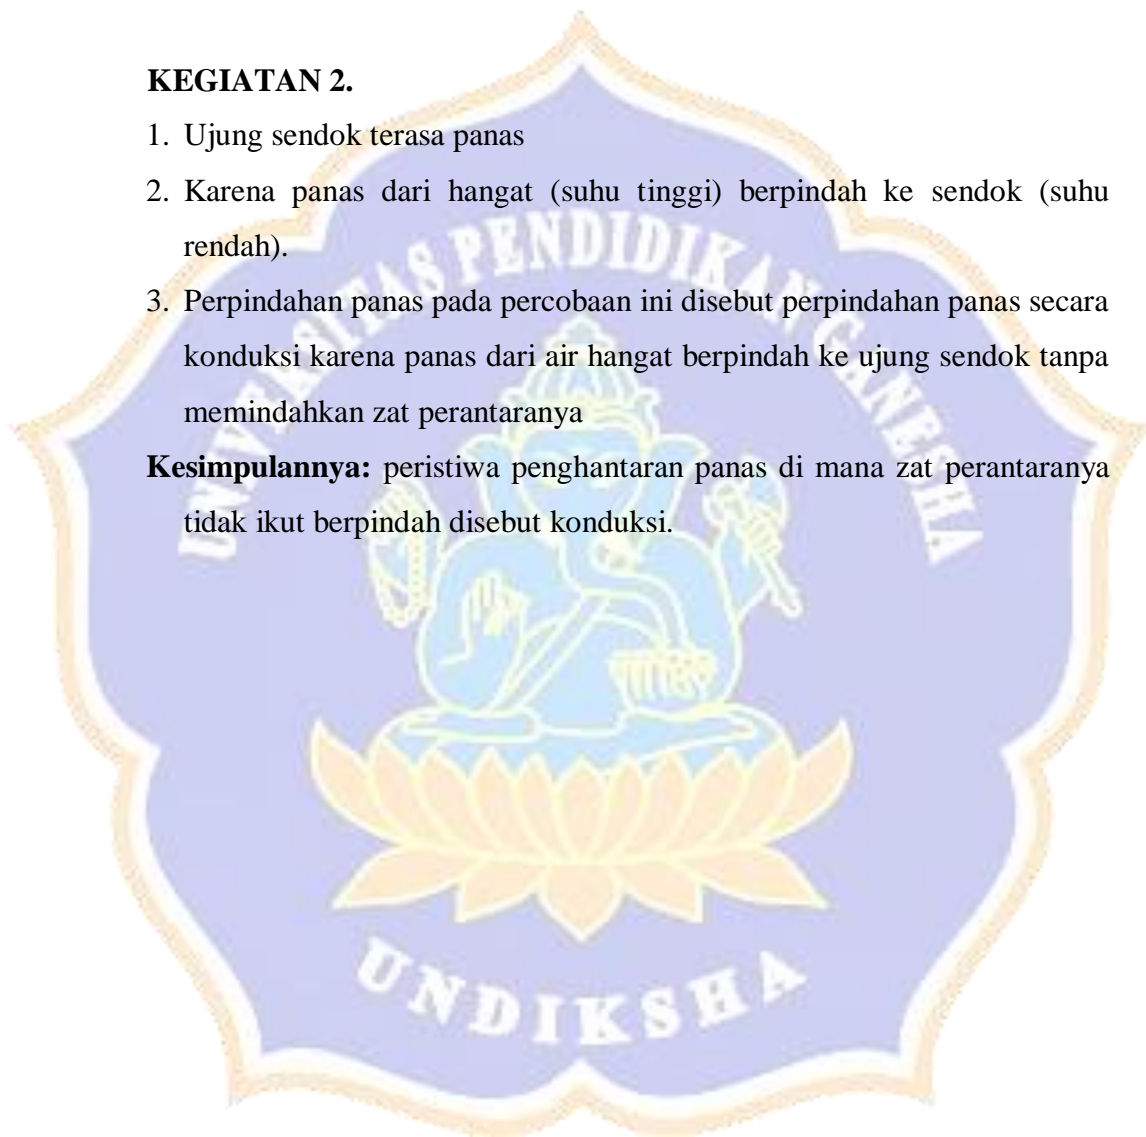 KEGIATAN 2.
1. Ujung sendok terasa panas
2. Karena panas dari hangat (suhu tinggi) berpindah ke sendok (suhu
rendah).
3. Perpindahan panas pada percobaan ini disebut perpindahan panas secara
konduksi karena panas dari air hangat berpindah ke ujung sendok tanpa
memindahkan zat perantaranya
Kesimpulannya: peristiwa penghantaran panas di mana zat perantaranya
tidak ikut berpindah disebut konduksi.
UNIVERSITAS PENDIDIKAN GANESHA
UNDIKSHA